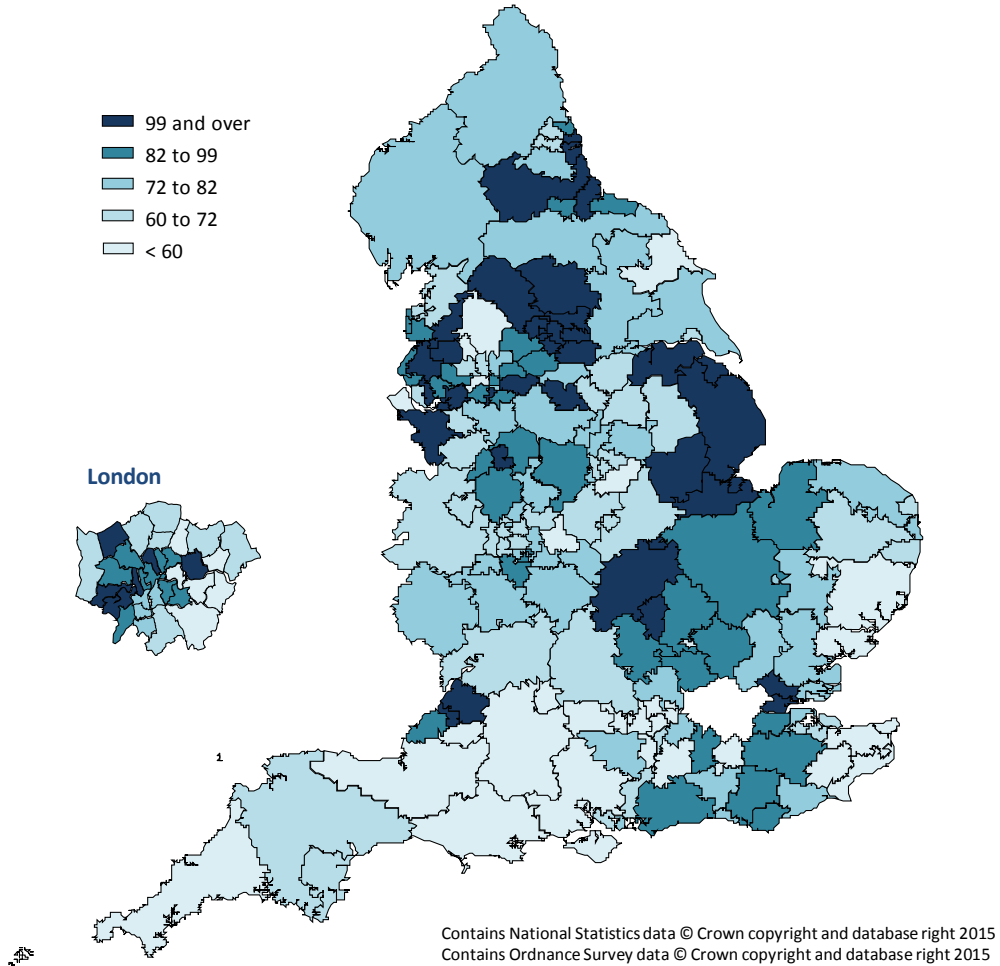 99 and over
82 to 99
72 to 82
60 to 72
< 60
London
1
Contains National Statistics data © Crown copyright and database right 2015
Contains Ordnance Survey data © Crown copyright and database right 2015